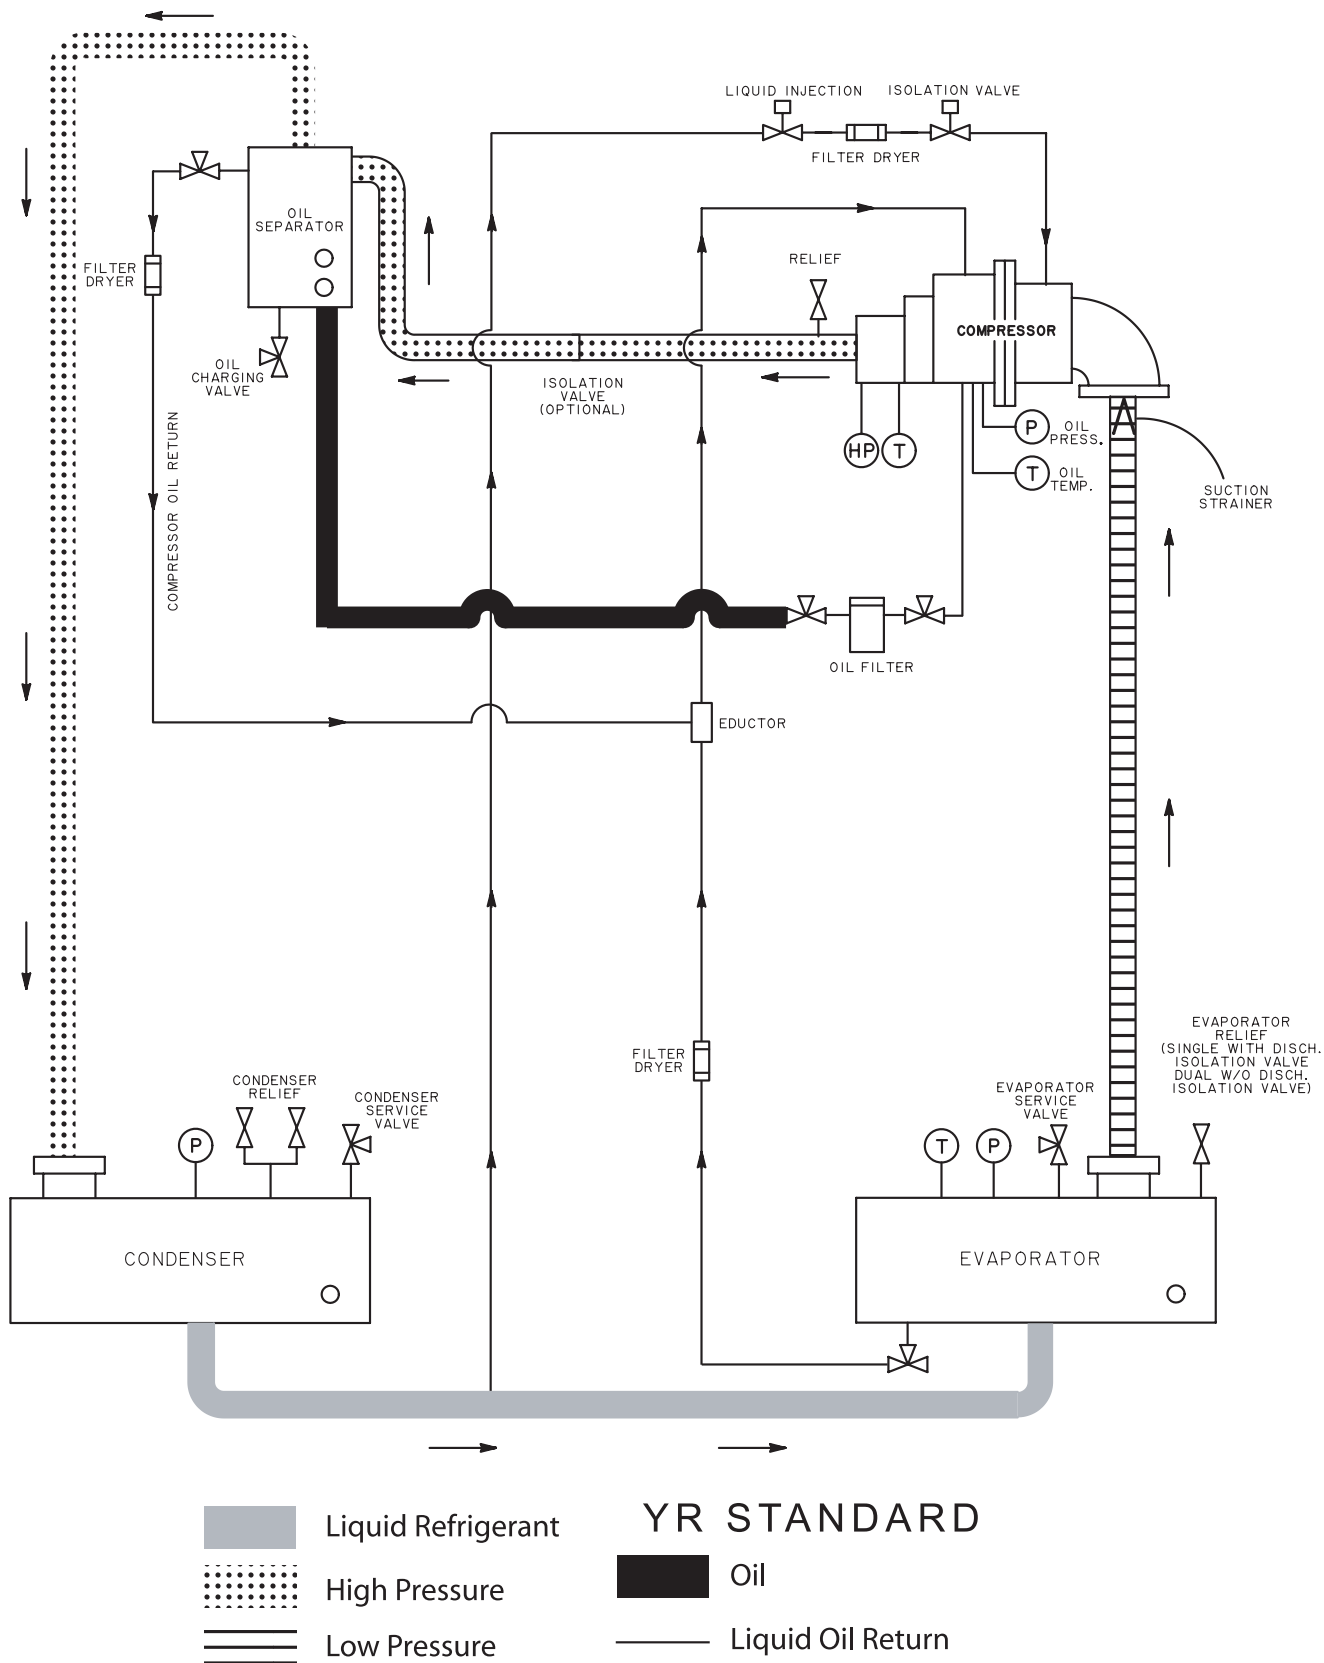 LIQUID INJECTION
ISOLATION VALVE
FILTER DRYER
OIL
SEPARATOR
FILTER
DRYER
RELIEF
COMPRESSOR
OIL
CHARGING
VALVE
ISOLATION
VALVE
(OPTIONAL)
HP
T
P
OIL
PRESS.
T
OIL
TEMP.
SUCTION
STRAINER
COMPRESSOR OIL RETURN
OIL FILTER
EDUCTOR
FILTER
DRYER
EVAPORATOR
RELIEF
(SINGLE WITH DISCH.
ISOLATION VALVE
DUAL W/O DISCH.
ISOLATION VALVE)
CONDENSER
RELIEF
CONDENSER
SERVICE
VALVE
EVAPORATOR
SERVICE
VALVE
P
T
P
CONDENSER
EVAPORATOR
YR STANDARD
Liquid Refrigerant
High Pressure
Low Pressure
Oil
Liquid Oil Return